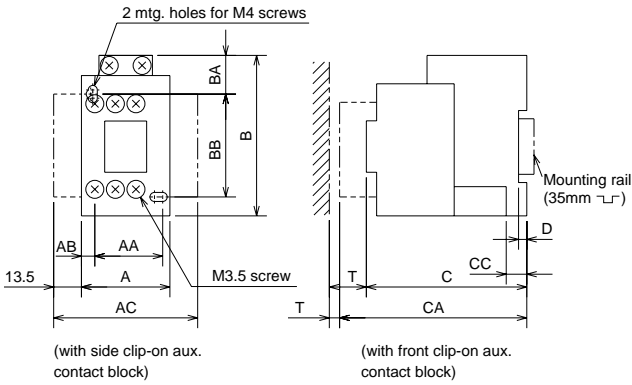 2 mtg. holes for M4 screws
BA
B
BB
Mounting rail
(35mm )
D
AB
AA
CC
13.5
A
M3.5 screw
T
C
AC
T
CA
(with side clip-on aux.
contact block)
(with front clip-on aux.
contact block)